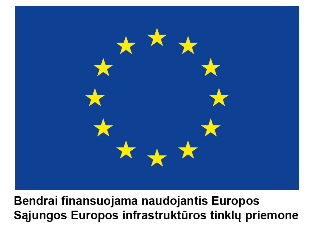 Bendrai finansuojama naudojantis Europos
Sąjungos Europos infrastruktūros tinklų priemone